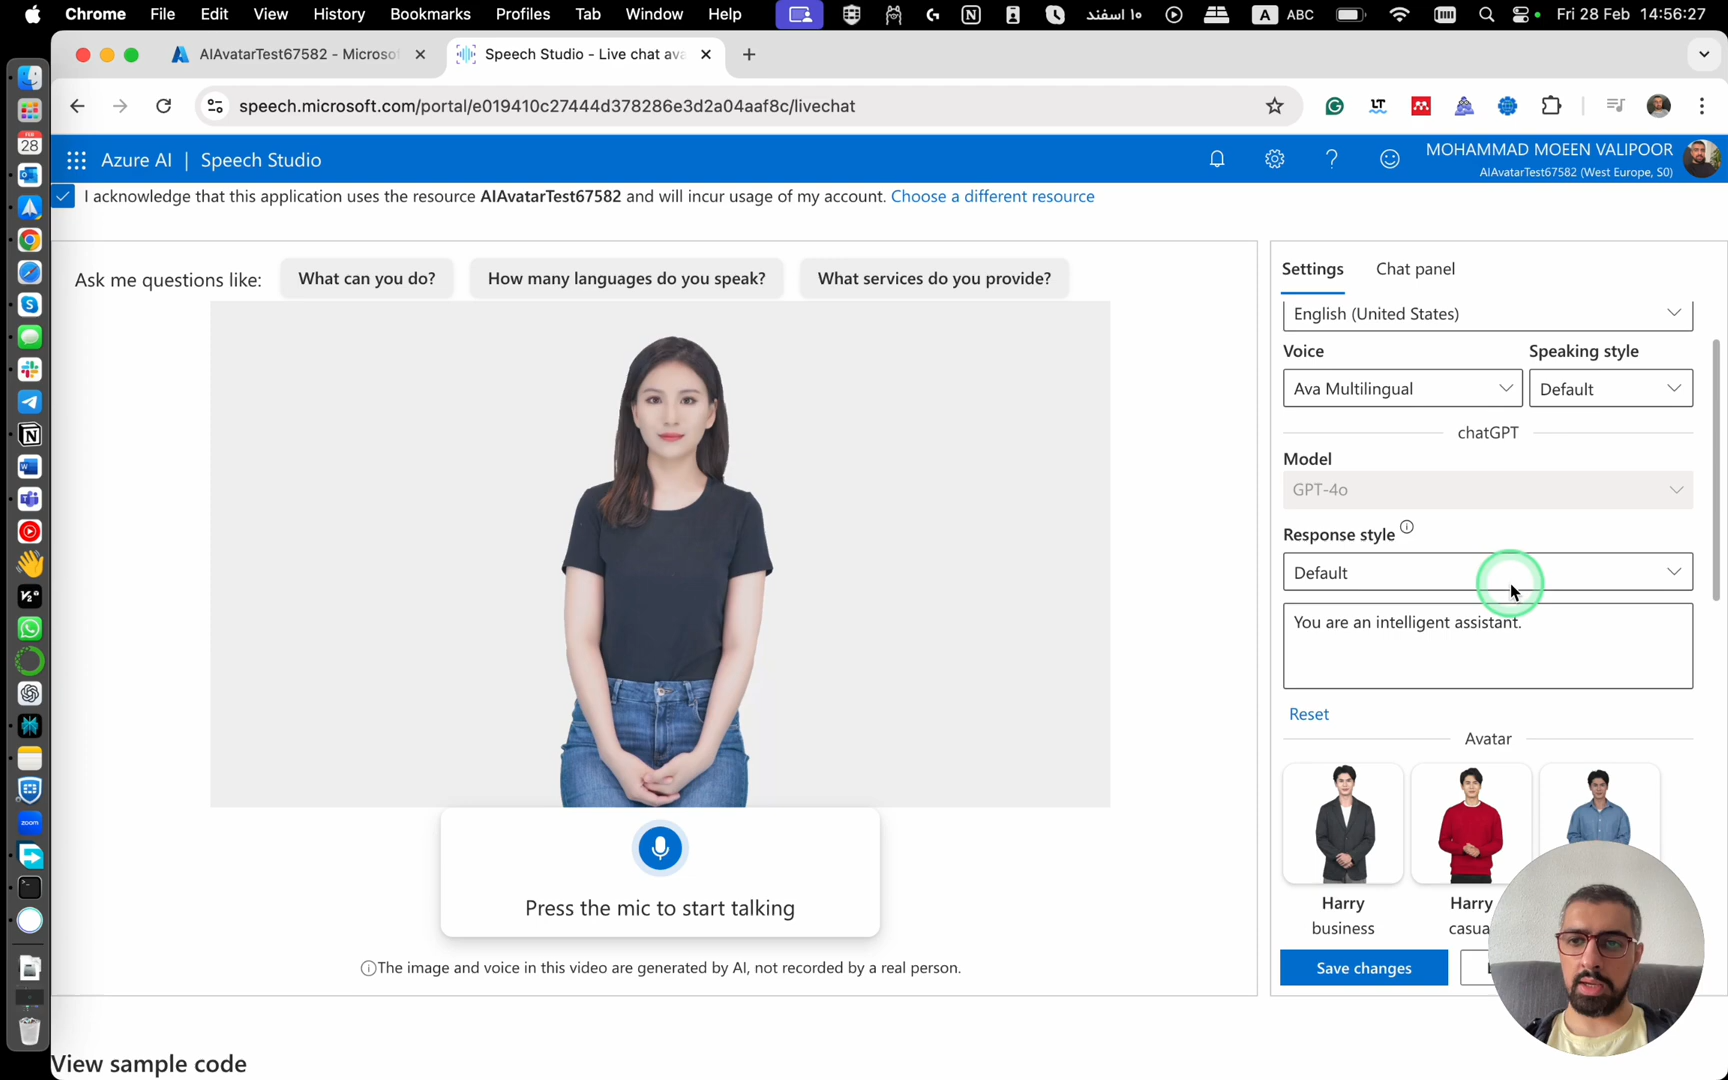 Chrome File Edit View History Bookmarks Profiles Tab Window Help ۱۰ اسفند A ABC Fri 28 Feb 14:56:27
AIAvatarTest67582 - Microsof
Speech Studio - Live chat ava
speech.microsoft.com/portal/e019410c27444d378286e3d2a04aaf8c/livechat
Azure AI | Speech Studio
MOHAMMAD MOEEN VALIPOOR
AIAvatarTest67582 (West Europe, S0)
I acknowledge that this application uses the resource AIAvatarTest67582 and will incur usage of my account. Choose a different resource
Ask me questions like: What can you do? How many languages do you speak? What services do you provide?
Press the mic to start talking
The image and voice in this video are generated by AI, not recorded by a real person.
Settings Chat panel
English (United States)
Voice Speaking style
Ava Multilingual Default
chatGPT
Model
GPT-4o
Response style
Default
You are an intelligent assistant.
Reset
Avatar
Harry Harry
business casua
Save changes
View sample code
FEB
28
zoom